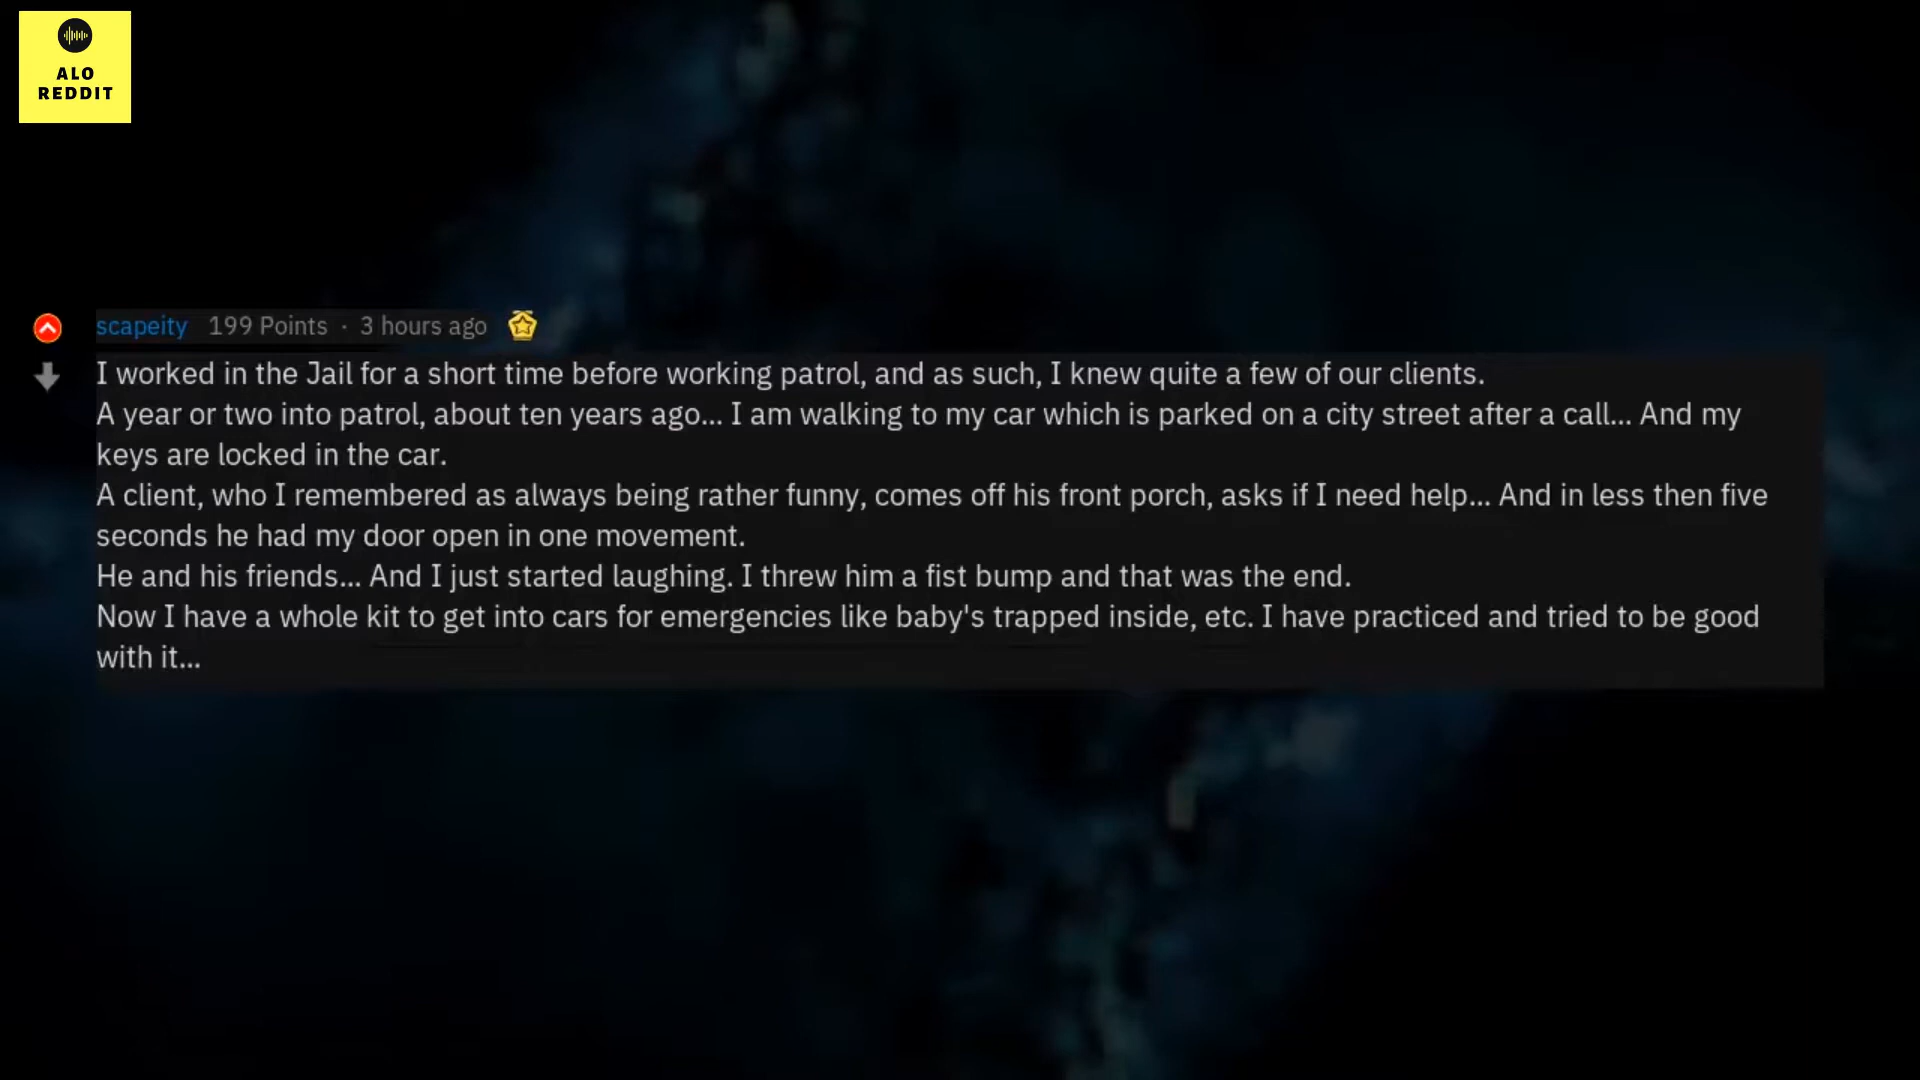 ALO
REDDIT
scapeity 199 Points · 3 hours ago
I worked in the Jail for a short time before working patrol, and as such, I knew quite a few of our clients.
A year or two into patrol, about ten years ago... I am walking to my car which is parked on a city street after a call... And my
keys are locked in the car.
A client, who I remembered as always being rather funny, comes off his front porch, asks if I need help... And in less then five
seconds he had my door open in one movement.
He and his friends... And I just started laughing. I threw him a fist bump and that was the end.
Now I have a whole kit to get into cars for emergencies like baby's trapped inside, etc. I have practiced and tried to be good
with it...